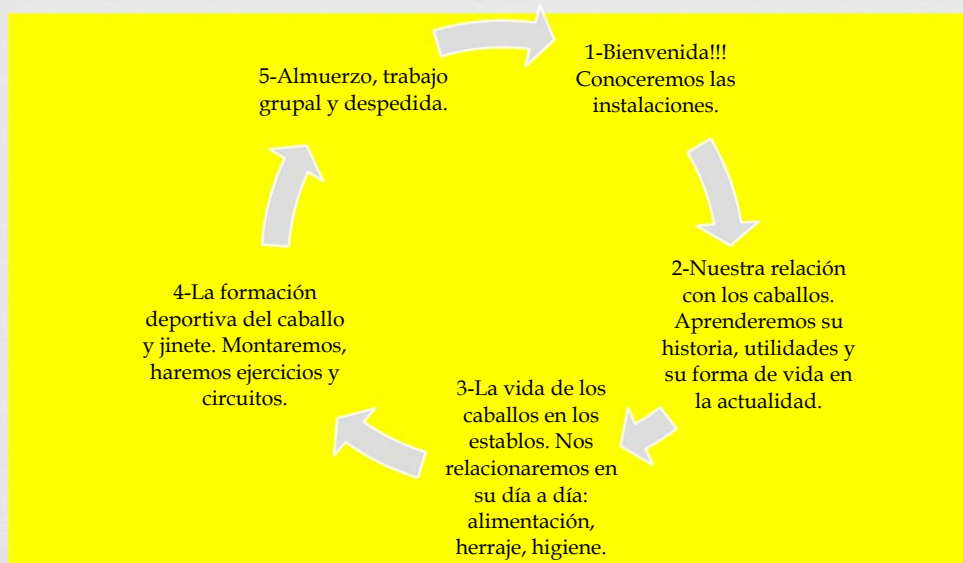 1-Bienvenida!!!
Conoceremos las
instalaciones.
2-Nuestra relación
con los caballos.
Aprenderemos su
historia, utilidades y
su forma de vida en
la actualidad.
3-La vida de los
caballos en los
establos. Nos
relacionaremos en
su día a día:
alimentación,
herraje, higiene.
4-La formación
deportiva del caballo
y jinete. Montaremos,
haremos ejercicios y
circuitos.
5-Almuerzo, trabajo
grupal y despedida.